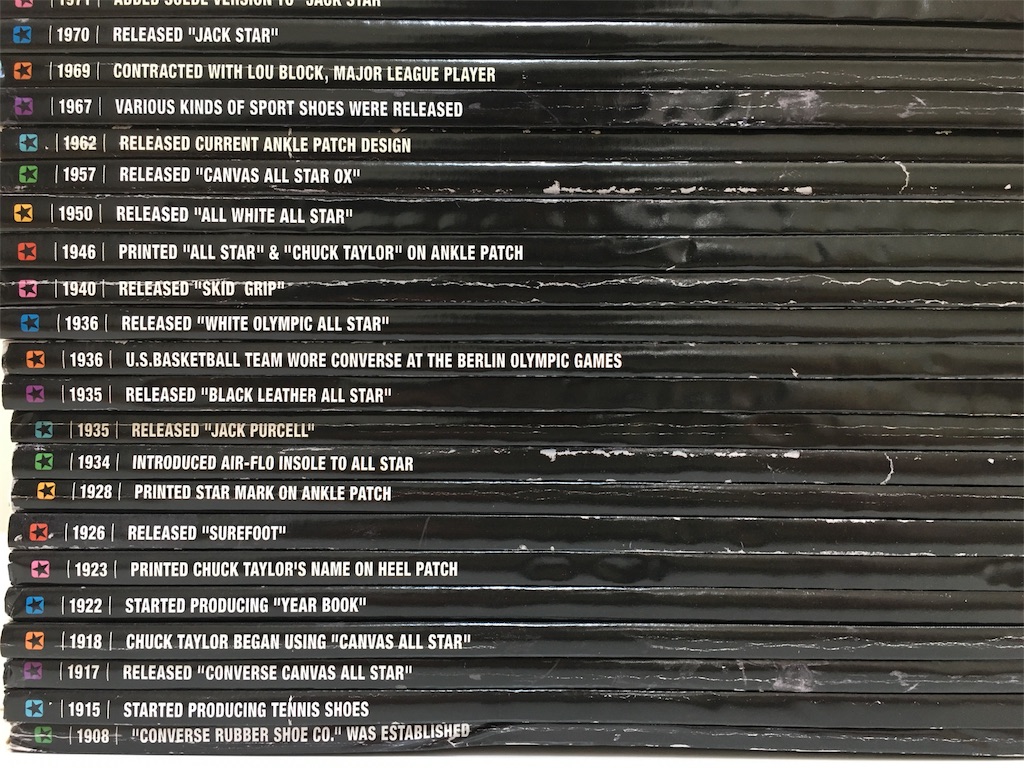 1971 | ADDED SUEDE VERSION TO "JACK STAR"
| 1970 | RELEASED "JACK STAR"
| 1969 | CONTRACTED WITH LOU BLOCK, MAJOR LEAGUE PLAYER
| 1967 | VARIOUS KINDS OF SPORT SHOES WERE RELEASED
| 1962 | RELEASED CURRENT ANKLE PATCH DESIGN
| 1957 | RELEASED "CANVAS ALL STAR OX"
| 1950 | RELEASED "ALL WHITE ALL STAR"
| 1946 | PRINTED "ALL STAR" & "CHUCK TAYLOR" ON ANKLE PATCH
| 1940 | RELEASED "SKID GRIP"
| 1936 | RELEASED "WHITE OLYMPIC ALL STAR"
| 1936 | U.S.BASKETBALL TEAM WORE CONVERSE AT THE BERLIN OLYMPIC GAMES
| 1935 | RELEASED "BLACK LEATHER ALL STAR"
| 1935 | RELEASED "JACK PURCELL"
| 1934 | INTRODUCED AIR-FLO INSOLE TO ALL STAR
| 1928 | PRINTED STAR MARK ON ANKLE PATCH
| 1926 | RELEASED "SUREFOOT"
| 1923 | PRINTED CHUCK TAYLOR'S NAME ON HEEL PATCH
| 1922 | STARTED PRODUCING "YEAR BOOK"
| 1918 | CHUCK TAYLOR BEGAN USING "CANVAS ALL STAR"
| 1917 | RELEASED "CONVERSE CANVAS ALL STAR"
| 1915 | STARTED PRODUCING TENNIS SHOES
| 1908 | "CONVERSE RUBBER SHOE CO." WAS ESTABLISHED